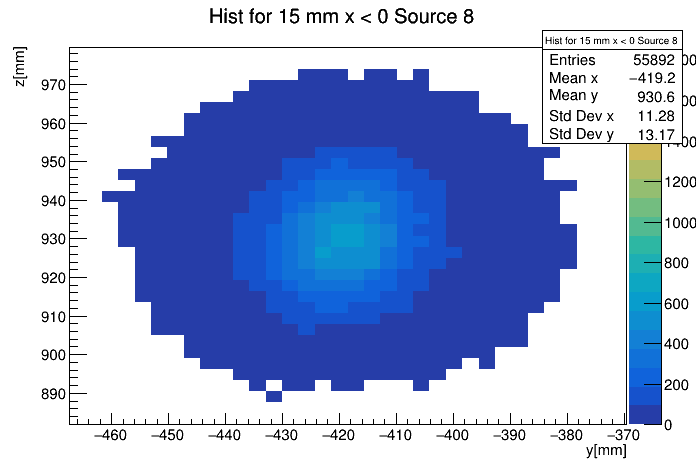 Hist for 15 mm x < 0 Source 8
Hist for 15 mm x < 0 Source 8
Entries 55892
Mean x −419.2
Mean y 930.6
Std Dev x 11.28
Std Dev y 13.17
z[mm]
970
960
950
940
930
920
910
900
890
−460 −450 −440 −430 −420 −410 −400 −390 −380 −370
y[mm]
1200
1000
800
600
400
200
0